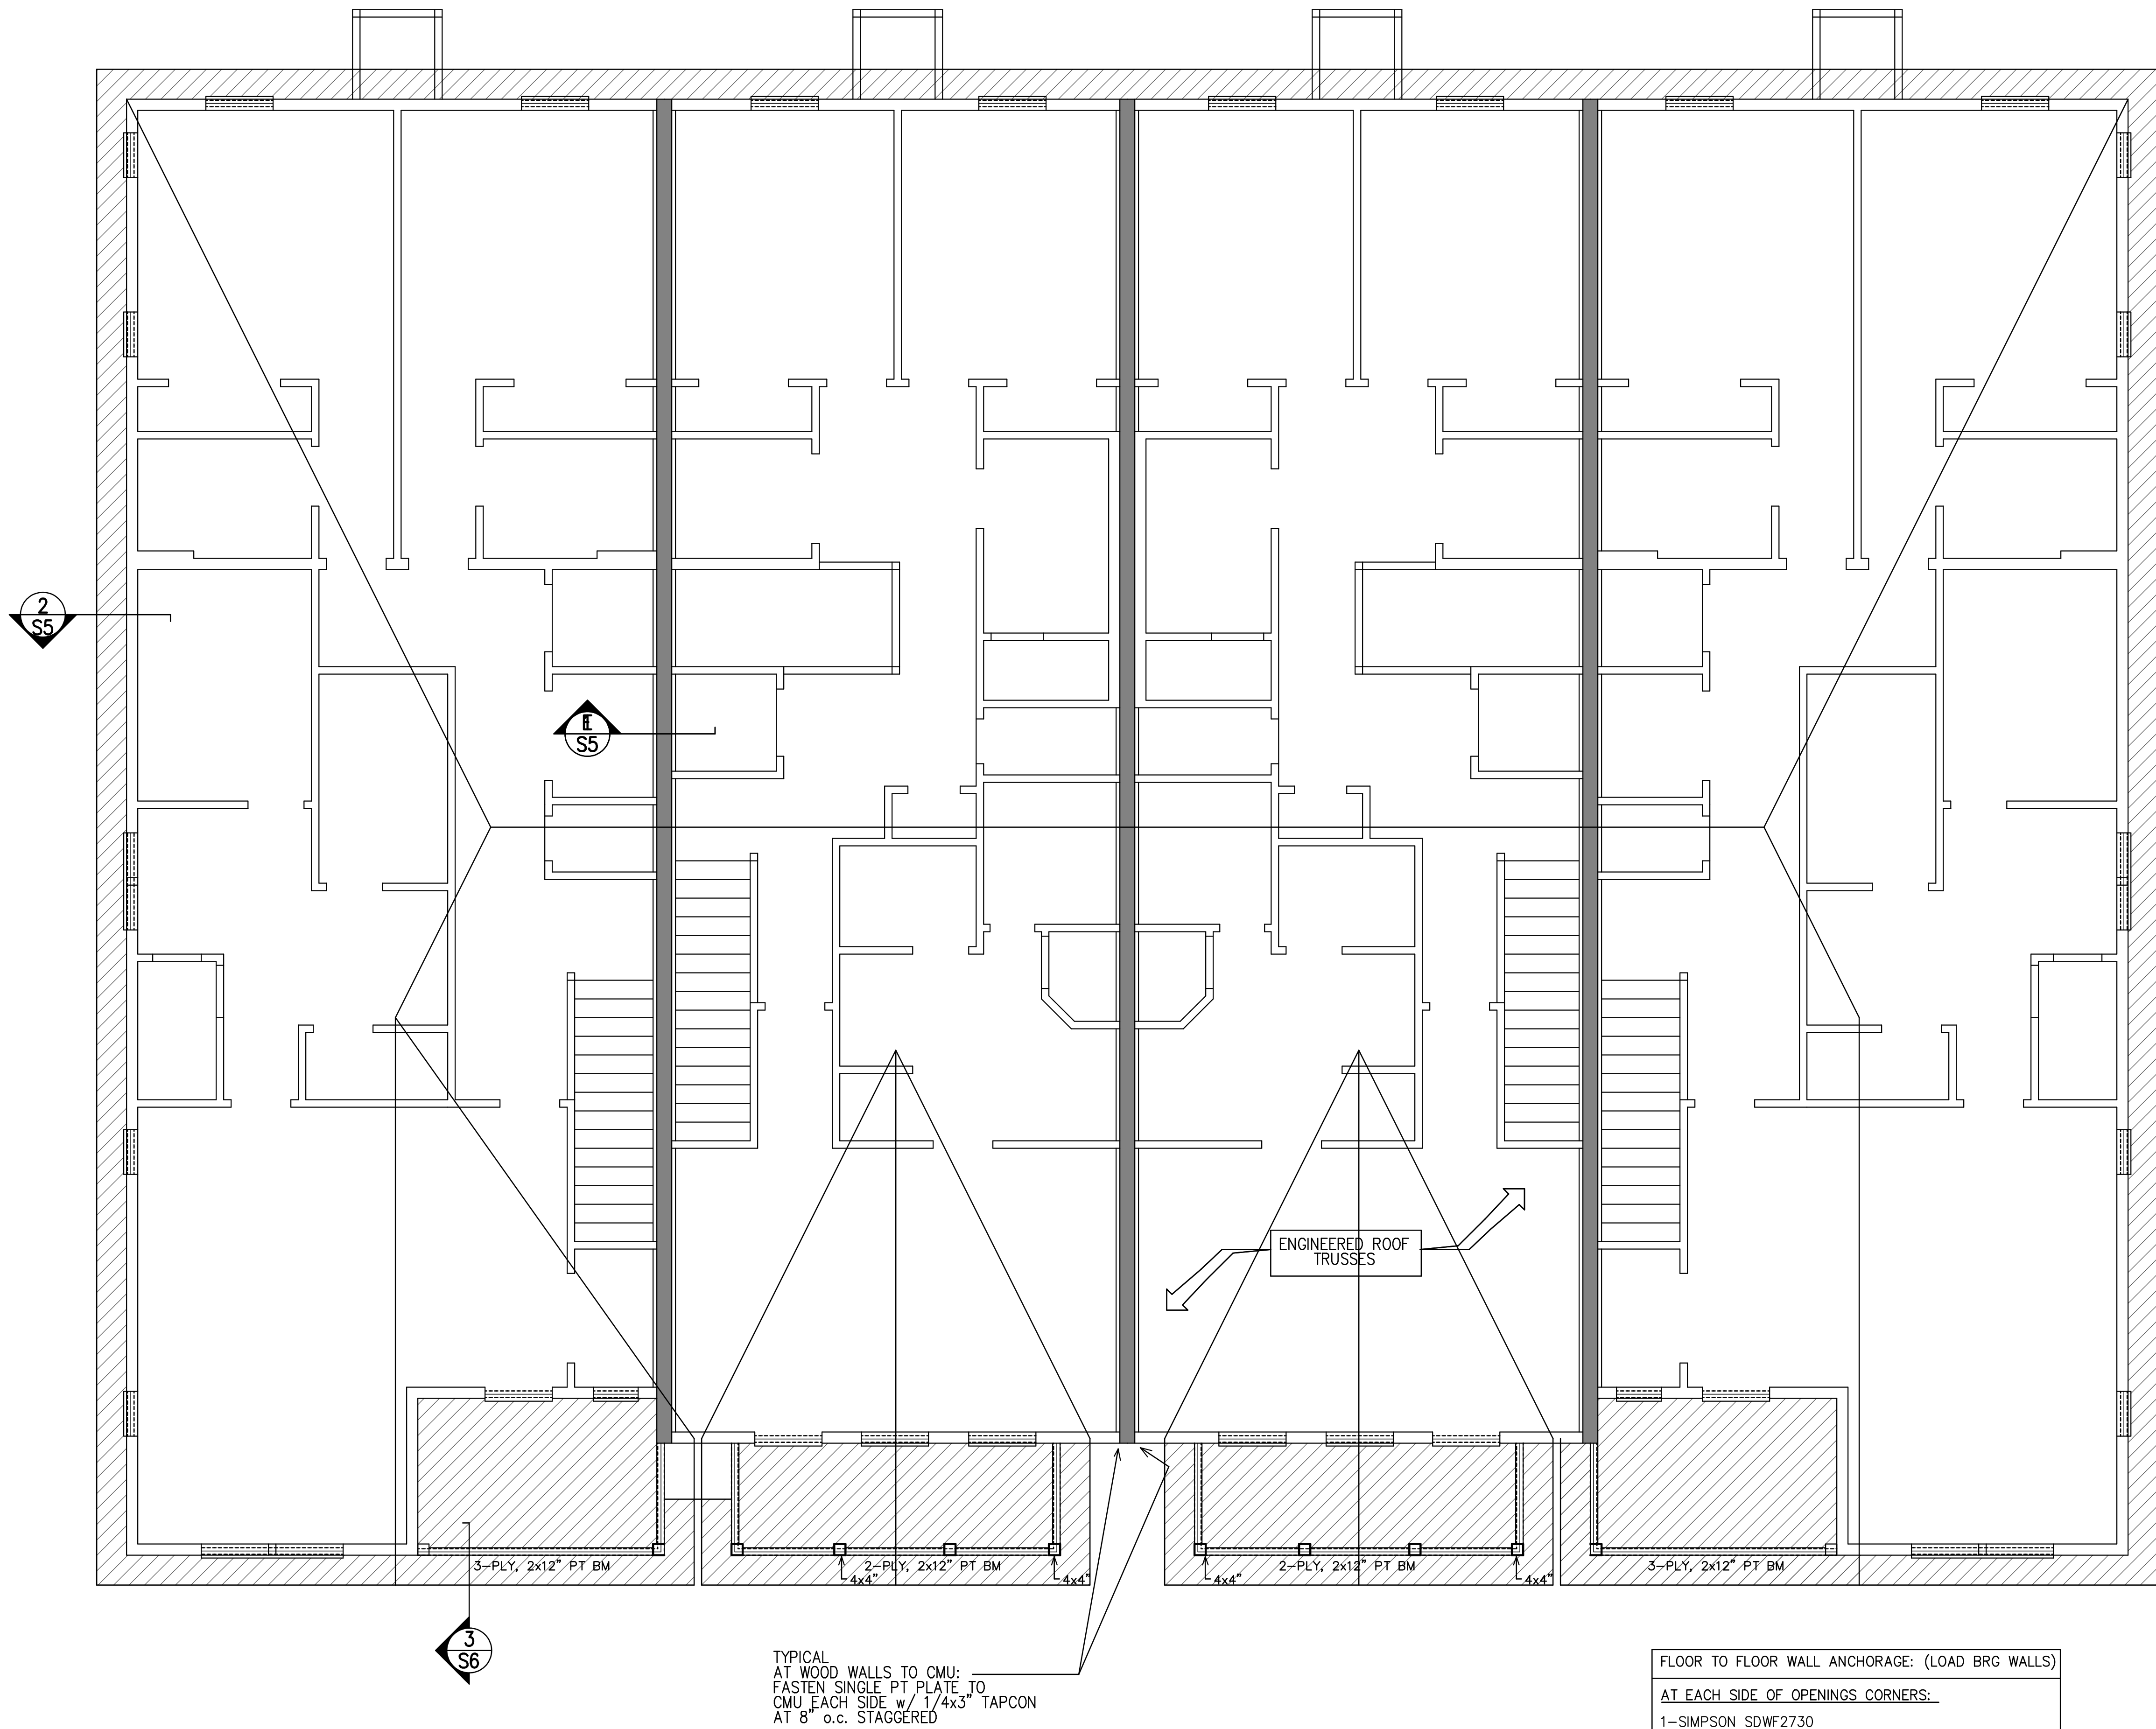 2
S5
S5
ENGINEERED ROOF
TRUSSES
3-PLY, 2x12" PT BM
2-PLY, 2x12" PT BM
2-PLY, 2x12" PT BM
3-PLY, 2x12" PT BM
4x4"
4x4"
4x4"
4x4"
3
S6
TYPICAL
AT WOOD WALLS TO CMU:
FASTEN SINGLE PT PLATE TO
CMU EACH SIDE w/ 1/4x3" TAPCON
AT 8" o.c. STAGGERED
FLOOR TO FLOOR WALL ANCHORAGE: (LOAD BRG WALLS)
AT EACH SIDE OF OPENINGS CORNERS:
1-SIMPSON SDWF2730